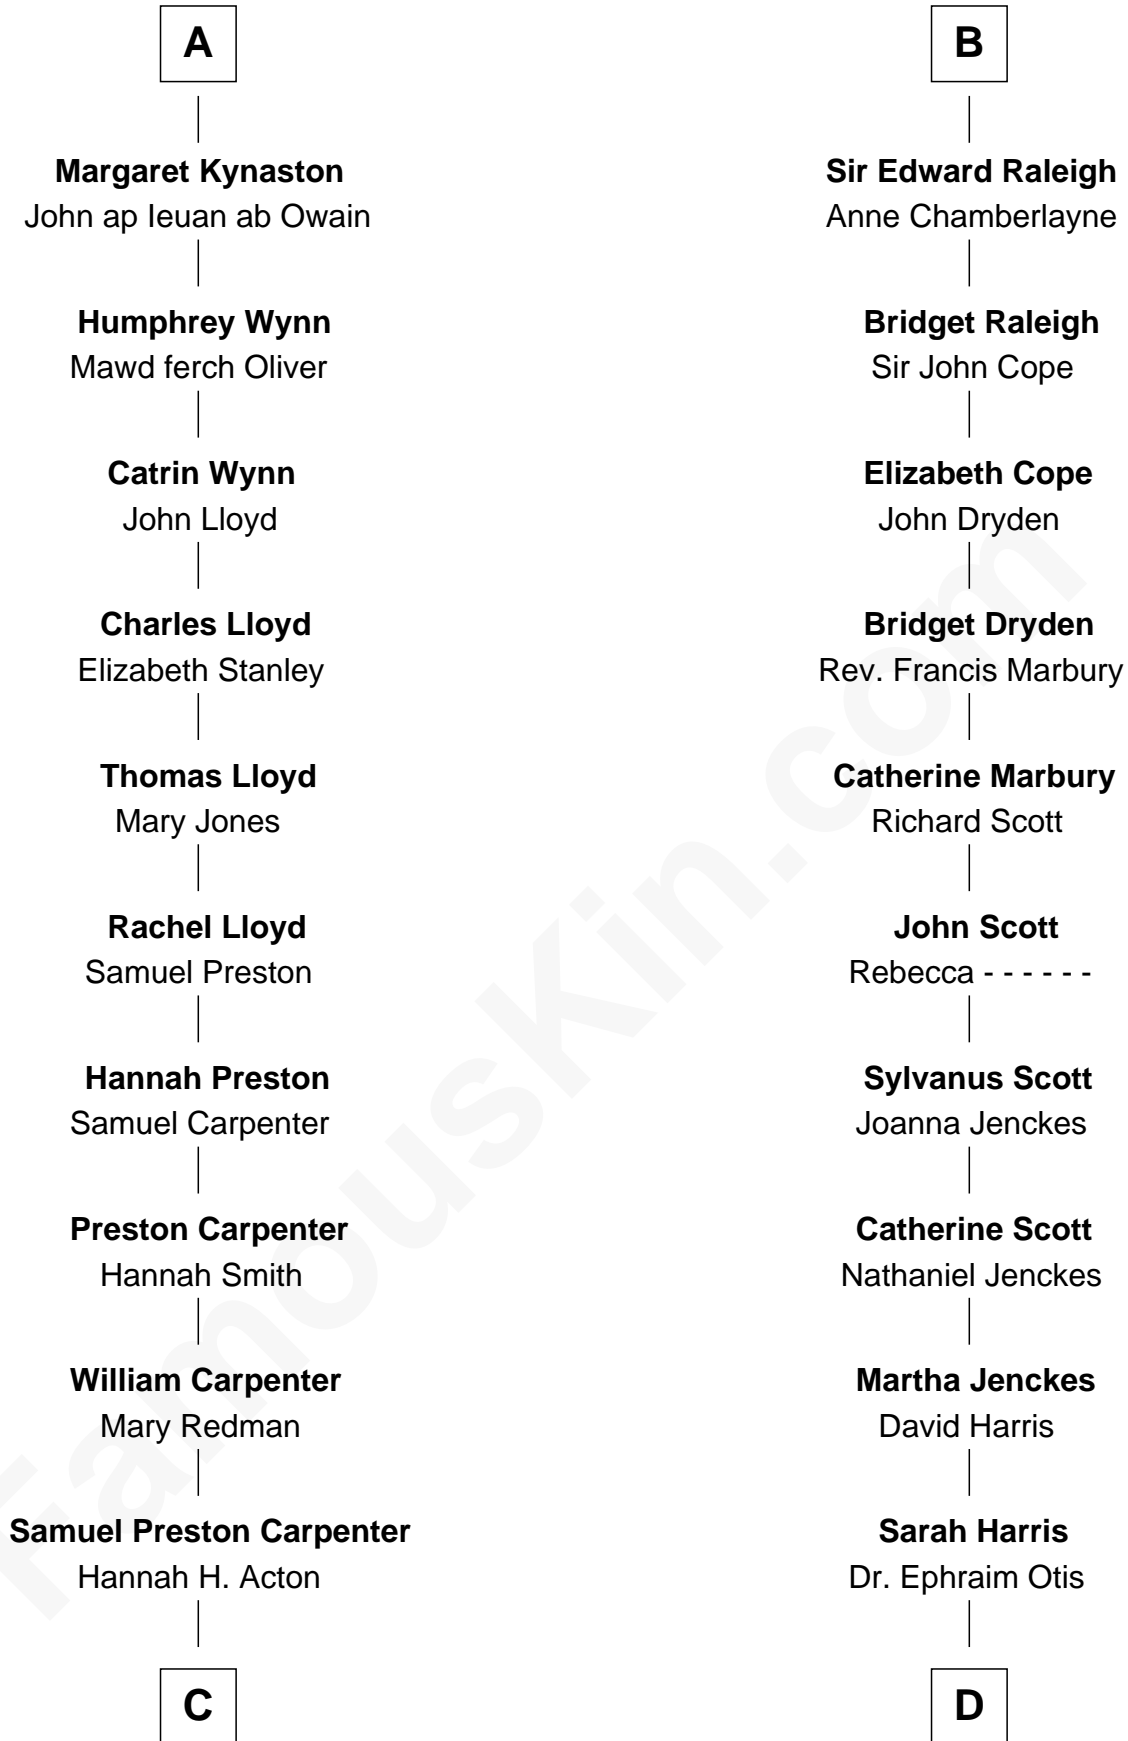 A
Margaret Kynaston
John ap Ieuan ab Owain
Humphrey Wynn
Mawd ferch Oliver
Catrin Wynn
John Lloyd
Charles Lloyd
Elizabeth Stanley
Thomas Lloyd
Mary Jones
Rachel Lloyd
Samuel Preston
Hannah Preston
Samuel Carpenter
Preston Carpenter
Hannah Smith
William Carpenter
Mary Redman
Samuel Preston Carpenter
Hannah H. Acton
C
B
Sir Edward Raleigh
Anne Chamberlayne
Bridget Raleigh
Sir John Cope
Elizabeth Cope
John Dryden
Bridget Dryden
Rev. Francis Marbury
Catherine Marbury
Richard Scott
John Scott
Rebecca - - - - - -
Sylvanus Scott
Joanna Jenckes
Catherine Scott
Nathaniel Jenckes
Martha Jenckes
David Harris
Sarah Harris
Dr. Ephraim Otis
D
FamousKin.com